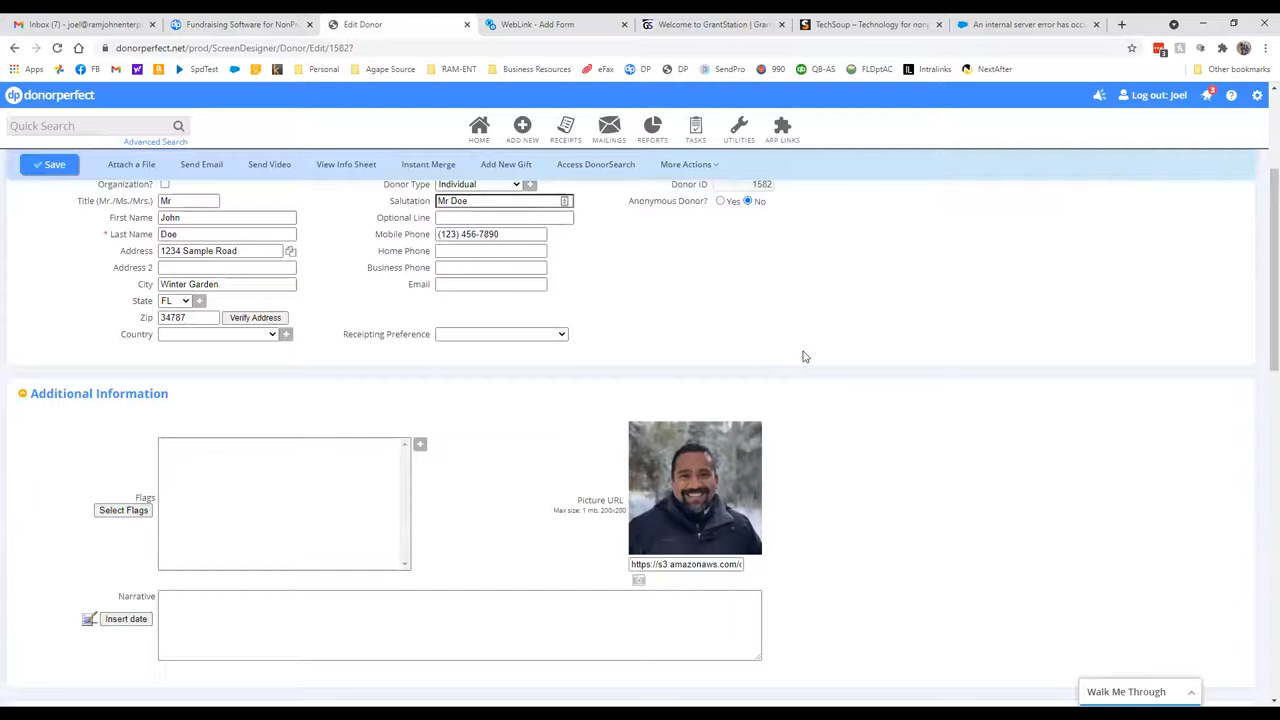 Inbox (9) - joel@ramjohnenterp
Fundraising Software for NonPr
Edit Donor
WebLink - Add Form
Welcome to GrantStation | Gran
TechSoup – Technology for nonp
An internal server error has occ
donorperfect.net/prod/ScreenDesigner/Donor/Edit/1582?
3
Apps
FB
SpdTest
Personal
Agape Source
RAM-ENT
Business Resources
eFax
DP
DP
SendPro
990
QB-AS
FLDptAC
Intralinks
NextAfter
Other bookmarks
dp donorperfect
Log out: Joel
3
Quick Search
Advanced Search
HOME
ADD NEW
RECEIPTS
MAILINGS
REPORTS
TASKS
UTILITIES
APP LINKS
Save
Attach a File
Send Email
Send Video
View Info Sheet
Instant Merge
Add New Gift
Access DonorSearch
More Actions
Organization?
Donor Type Individual
Donor ID 1582
Title (Mr./Ms./Mrs.) Mr
Salutation Mr Doe
Anonymous Donor? Yes No
First Name John
Optional Line
* Last Name Doe
Mobile Phone (123) 456-7890
Address 1234 Sample Road
Home Phone
Address 2
Business Phone
City Winter Garden
Email
State FL
Zip 34787 Verify Address
Country
Receipting Preference
Additional Information
Flags
Select Flags
Picture URL
Max size: 1 mb, 200x200
https://s3.amazonaws.com/
Narrative
Insert date
Walk Me Through